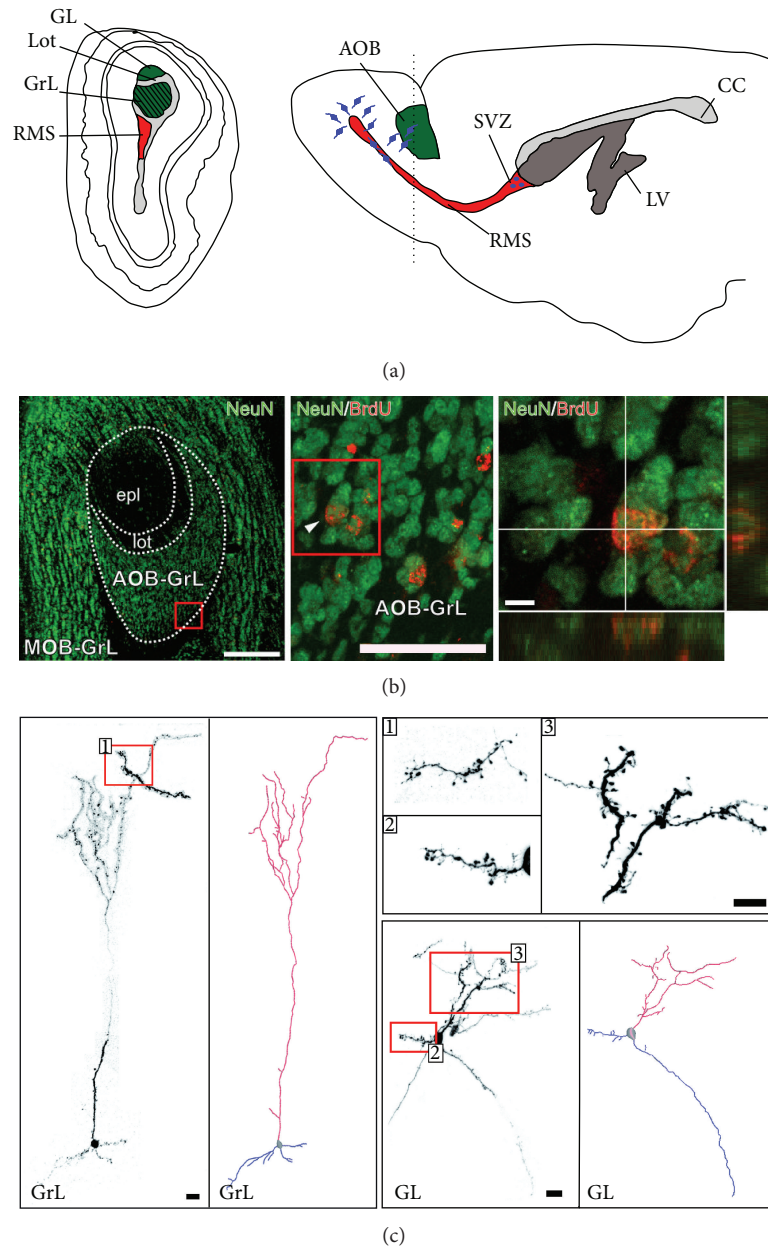 GL
Lot
GrL
RMS
AOB
SVZ
CC
LV
RMS
(a)
NeuN
epl
lot
AOB-GrL
MOB-GrL
NeuN/BrdU
AOB-GrL
NeuN/BrdU
(b)
1
GrL
GrL
1
2
3
3
2
GL
GL
(c)